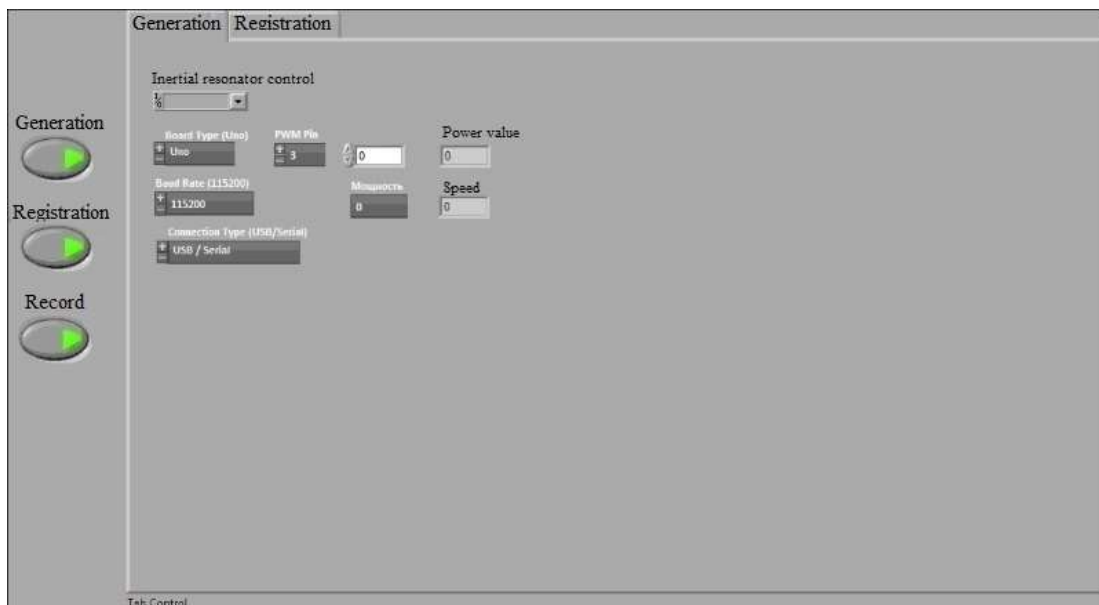 Generation Registration
Inertial resonator control
Generation
Board Type (Uno) PWM Pin Power value
Uno 3 0 0
Baud Rate (115200) Мощность Speed
115200 0 0
Registration
Connection Type (USB/Serial)
USB / Serial
Record
Tab Control